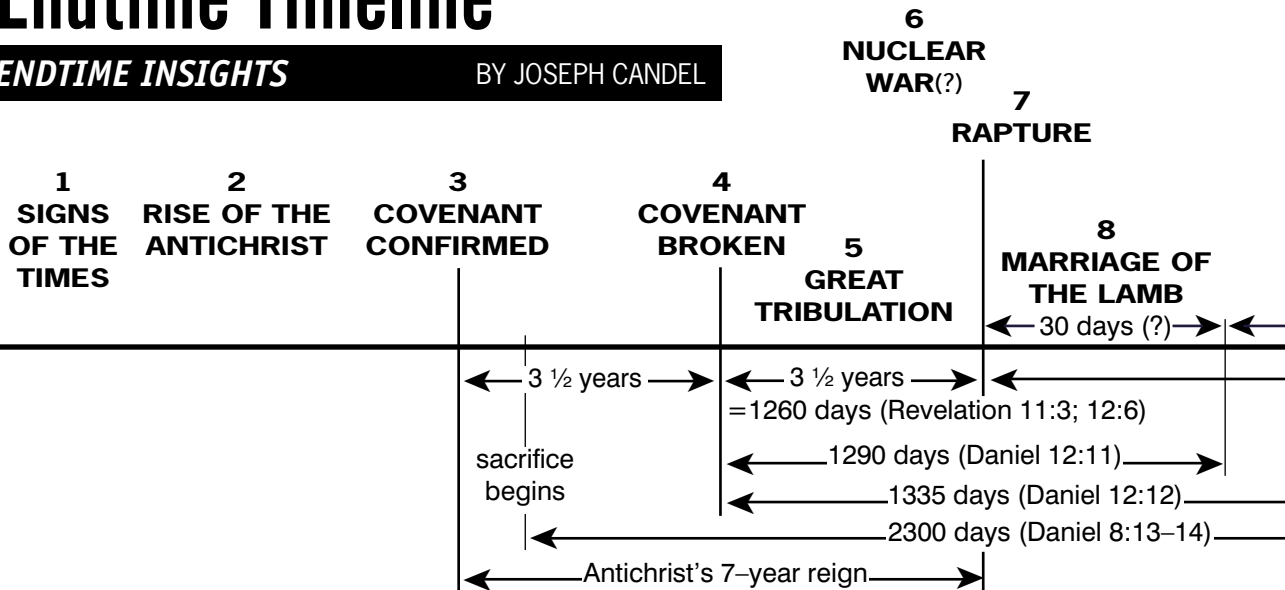 Endtime Timeline
ENDTIME INSIGHTS BY JOSEPH CANDEL
6
NUCLEAR
WAR(?)
7
RAPTURE
1
SIGNS
OF THE
TIMES
2
RISE OF THE
ANTICHRIST
3
COVENANT
CONFIRMED
4
COVENANT
BROKEN
5
GREAT
TRIBULATION
8
MARRIAGE OF
THE LAMB
30 days (?)
3 ½ years
3 ½ years
=1260 days (Revelation 11:3; 12:6)
sacrifice
begins
1290 days (Daniel 12:11)
1335 days (Daniel 12:12)
2300 days (Daniel 8:13–14)
Antichrist's 7–year reign